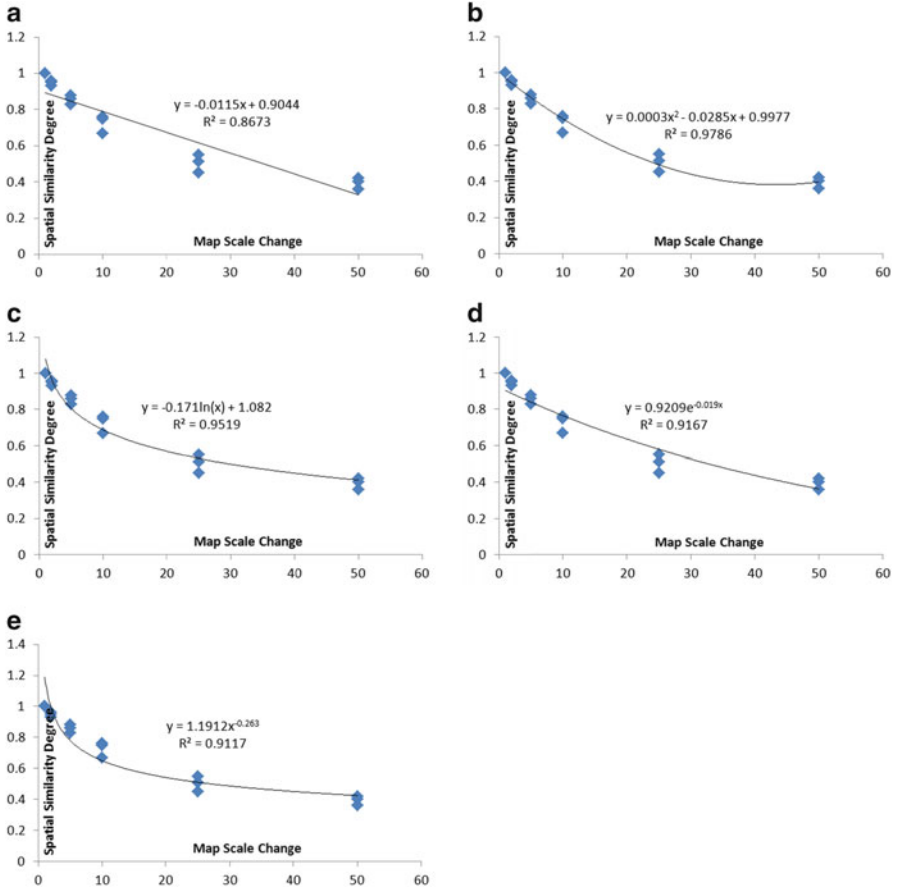 a
1.2
1
0.8
0.6
0.4
0.2
0
Spatial Similarity Degree
y = -0.0115x + 0.9044
R² = 0.8673
Map Scale Change
0 10 20 30 40 50 60
b
1.2
1
0.8
0.6
0.4
0.2
0
Spatial Similarity Degree
y = 0.0003x² - 0.0285x + 0.9977
R² = 0.9786
Map Scale Change
0 10 20 30 40 50 60
c
1.2
1
0.8
0.6
0.4
0.2
0
Spatial Similarity Degree
y = -0.171ln(x) + 1.082
R² = 0.9519
Map Scale Change
0 10 20 30 40 50 60
d
1.2
1
0.8
0.6
0.4
0.2
0
Spatial Similarity Degree
y = 0.9209e^-0.019x
R² = 0.9167
Map Scale Change
0 10 20 30 40 50 60
e
1.4
1.2
1
0.8
0.6
0.4
0.2
0
Spatial Similarity Degree
y = 1.1912x^-0.263
R² = 0.9117
Map Scale Change
0 10 20 30 40 50 60